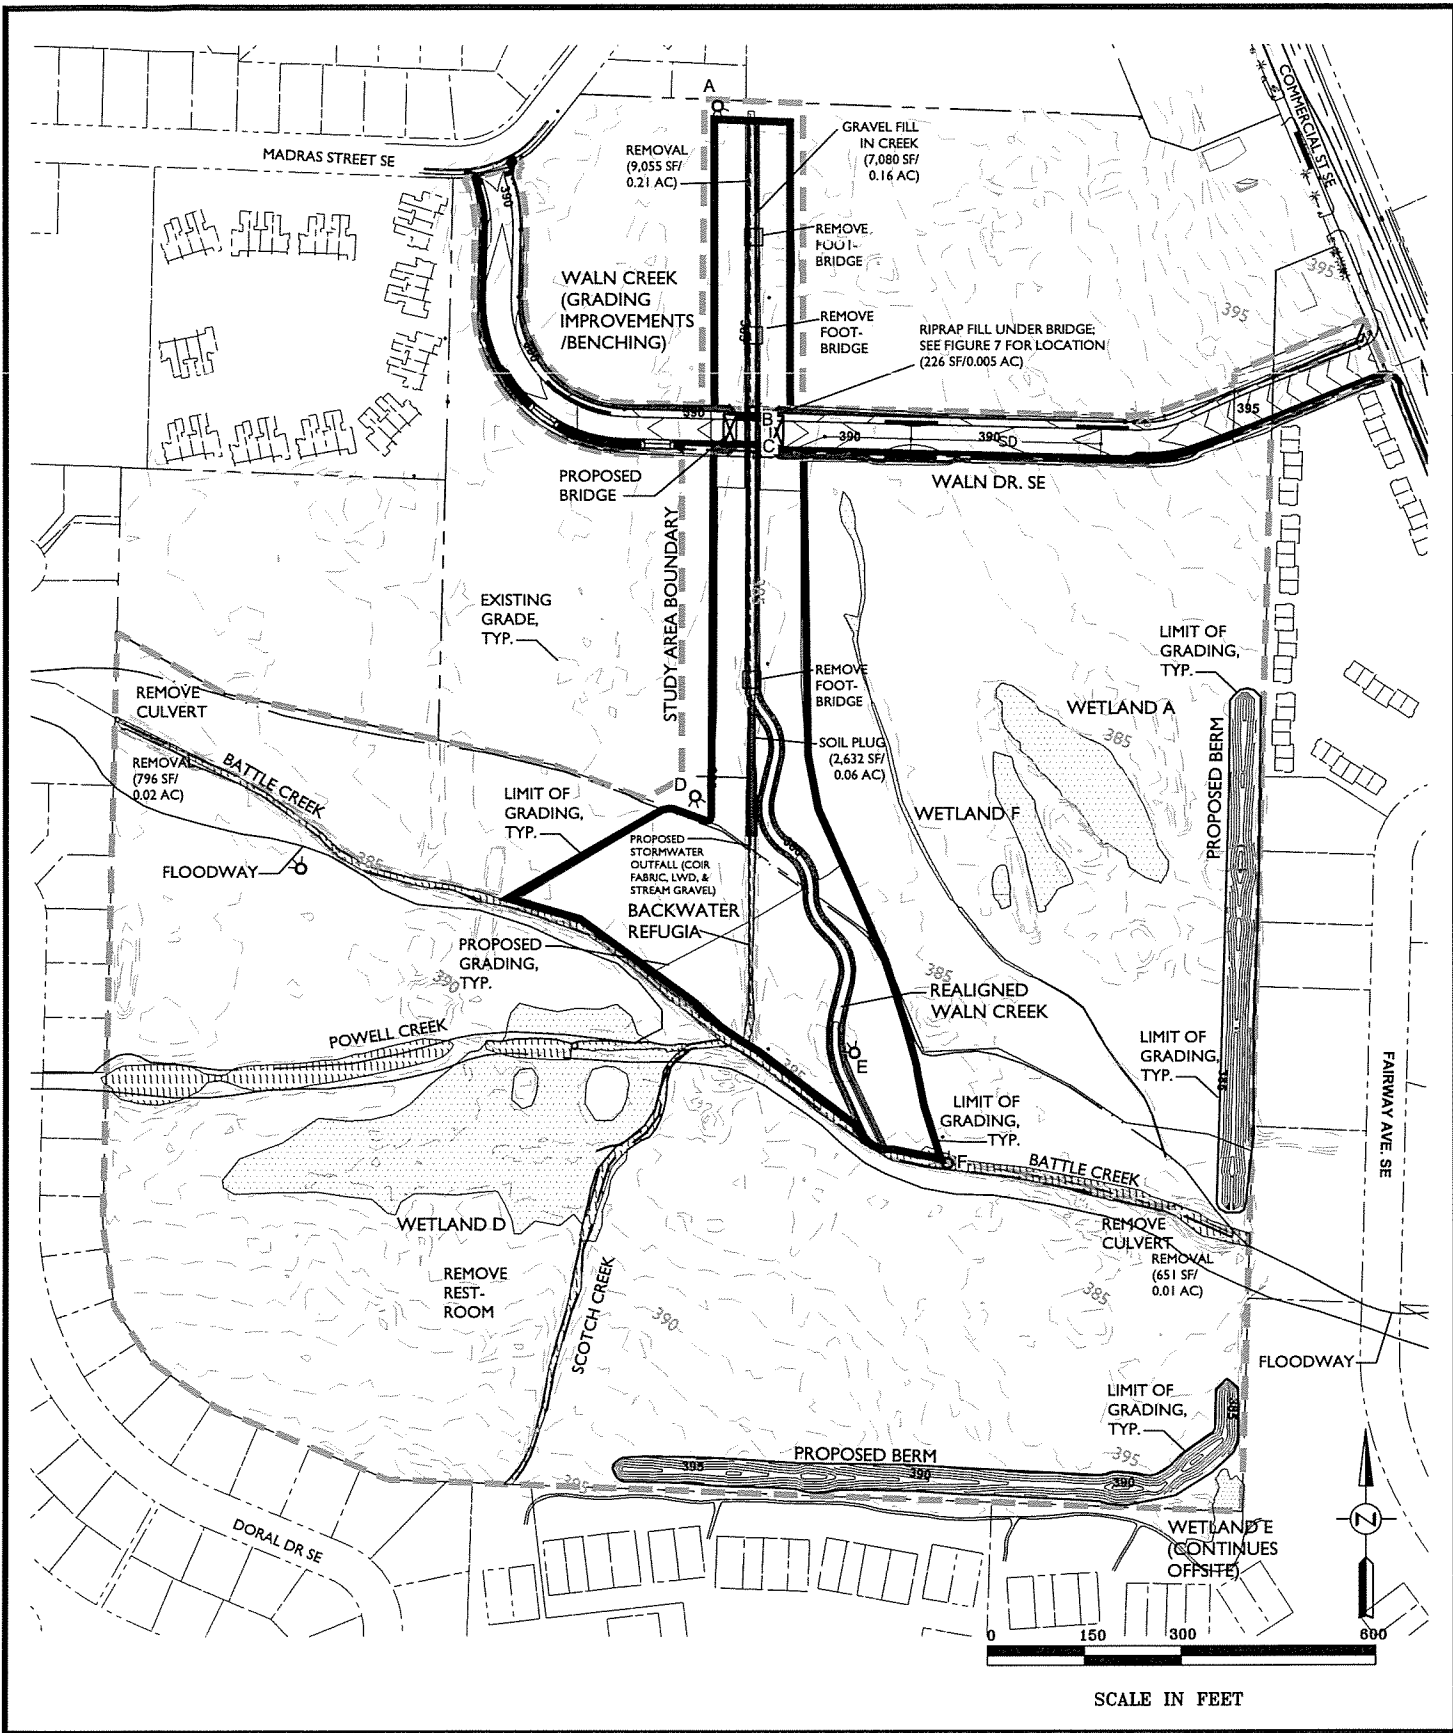 A
COMMERCIAL ST SE
MADRAS STREET SE
REMOVAL
(9,055 SF/
0.21 AC)
GRAVEL FILL
IN CREEK
(7,080 SF/
0.16 AC)
390
REMOVE
FOOT-
BRIDGE
395
395
WALN CREEK
(GRADING
IMPROVEMENTS
/BENCHING)
REMOVE
FOOT-
BRIDGE
RIPRAP FILL UNDER BRIDGE;
SEE FIGURE 7 FOR LOCATION
(226 SF/0.005 AC)
390
B
C
390
390
SD
395
PROPOSED
BRIDGE
WALN DR. SE
STUDY AREA BOUNDARY
EXISTING
GRADE,
TYP.
LIMIT OF
GRADING,
TYP.
REMOVE
CULVERT
REMOVE
FOOT-
BRIDGE
WETLAND A
385
PROPOSED BERM
SOIL PLUG
(2,632 SF/
0.06 AC)
REMOVAL
(796 SF/
0.02 AC)
BATTLE CREEK
D
LIMIT OF
GRADING,
TYP.
WETLAND F
PROPOSED
STORMWATER
OUTFALL (COIR
FABRIC, LWD, &
STREAM GRAVEL)
385
FLOODWAY
BACKWATER
REFUGIA
PROPOSED
GRADING,
TYP.
390
385
REALIGNED
WALN CREEK
POWELL CREEK
LIMIT OF
GRADING,
TYP.
385
E
FAIRWAY AVE. SE
LIMIT OF
GRADING,
TYP.
F
BATTLE CREEK
WETLAND D
REMOVE
CULVERT
REMOVAL
(651 SF/
0.01 AC)
REMOVE
REST-
ROOM
SCOTCH CREEK
385
390
FLOODWAY
LIMIT OF
GRADING,
TYP.
385
PROPOSED BERM
395
395
390
390
395
DORAL DR SE
WETLAND E
(CONTINUES
OFFSITE)
Z
0 150 300 600
SCALE IN FEET